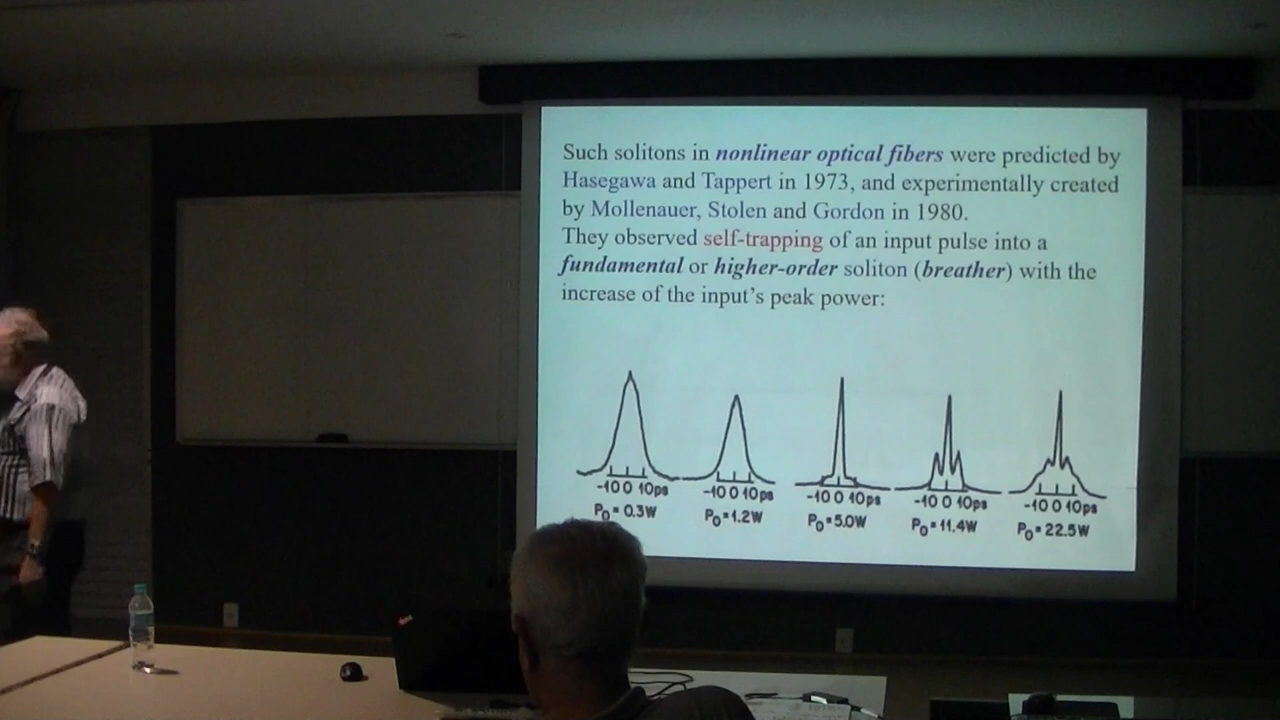 Such solitons in nonlinear optical fibers were predicted by
Hasegawa and Tappert in 1973, and experimentally created
by Mollenauer, Stolen and Gordon in 1980.
They observed self-trapping of an input pulse into a
fundamental or higher-order soliton (breather) with the
increase of the input's peak power:
-10 0 10ps -10 0 10ps -10 0 10ps -10 0 10ps -10 0 10ps
P0=0.3W P0=1.2W P0=5.0W P0=11.4W P0=22.5W